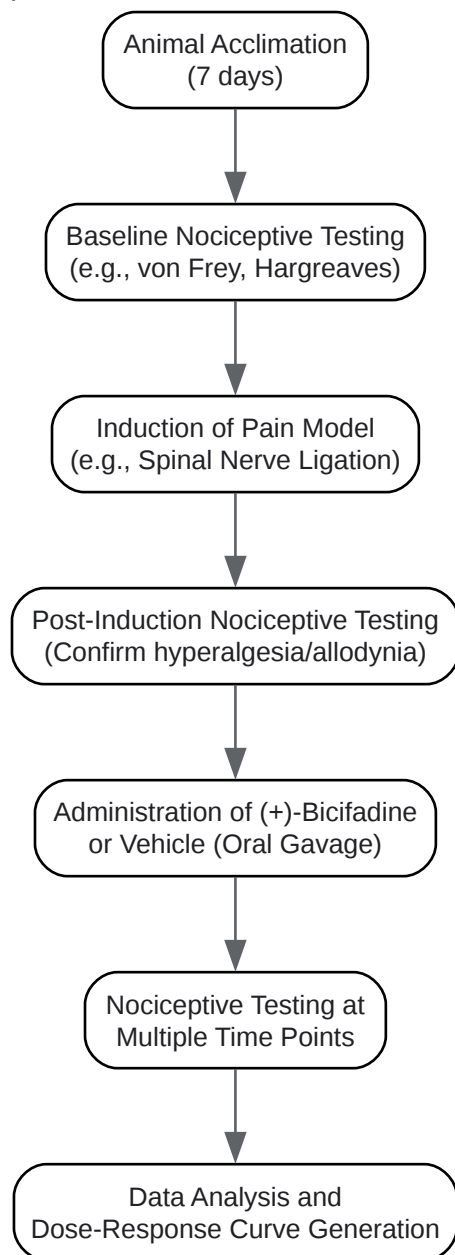 Animal Acclimation
(7 days)
Baseline Nociceptive Testing
(e.g., von Frey, Hargreaves)
Induction of Pain Model
(e.g., Spinal Nerve Ligation)
Post-Induction Nociceptive Testing
(Confirm hyperalgesia/allodynia)
Administration of (+)-Bicifadine
or Vehicle (Oral Gavage)
Nociceptive Testing at
Multiple Time Points
Data Analysis and
Dose-Response Curve Generation